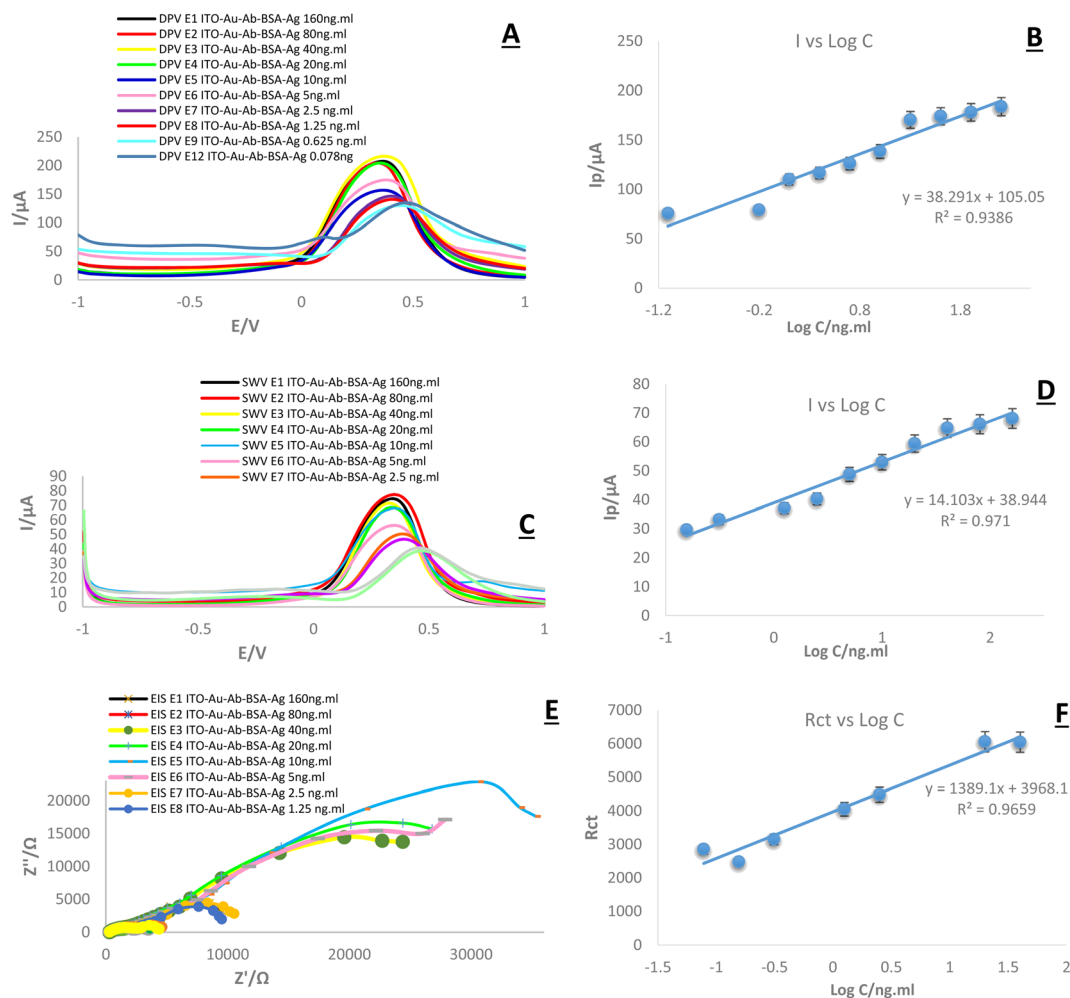 DPV E1 ITO-Au-Ab-BSA-Ag 160ng.ml
DPV E2 ITO-Au-Ab-BSA-Ag 80ng.ml
DPV E3 ITO-Au-Ab-BSA-Ag 40ng.ml
DPV E4 ITO-Au-Ab-BSA-Ag 20ng.ml
DPV E5 ITO-Au-Ab-BSA-Ag 10ng.ml
DPV E6 ITO-Au-Ab-BSA-Ag 5ng.ml
DPV E7 ITO-Au-Ab-BSA-Ag 2.5 ng.ml
DPV E8 ITO-Au-Ab-BSA-Ag 1.25 ng.ml
DPV E9 ITO-Au-Ab-BSA-Ag 0.625 ng.ml
DPV E12 ITO-Au-Ab-BSA-Ag 0.078ng
A
250
200
150
100
50
0
I/µA
-1
-0.5
0
0.5
1
E/V
I vs Log C
B
250
200
150
100
50
0
Ip/µA
y = 38.291x + 105.05
R² = 0.9386
-1.2
-0.2
0.8
1.8
Log C/ng.ml
SWV E1 ITO-Au-Ab-BSA-Ag 160ng.ml
SWV E2 ITO-Au-Ab-BSA-Ag 80ng.ml
SWV E3 ITO-Au-Ab-BSA-Ag 40ng.ml
SWV E4 ITO-Au-Ab-BSA-Ag 20ng.ml
SWV E5 ITO-Au-Ab-BSA-Ag 10ng.ml
SWV E6 ITO-Au-Ab-BSA-Ag 5ng.ml
SWV E7 ITO-Au-Ab-BSA-Ag 2.5 ng.ml
C
90
80
70
60
50
40
30
20
10
0
I/µA
-1
-0.5
0
0.5
1
E/V
I vs Log C
D
80
70
60
50
40
30
20
10
0
Ip/µA
y = 14.103x + 38.944
R² = 0.971
-1
0
1
2
Log C/ng.ml
EIS E1 ITO-Au-Ab-BSA-Ag 160ng.ml
EIS E2 ITO-Au-Ab-BSA-Ag 80ng.ml
EIS E3 ITO-Au-Ab-BSA-Ag 40ng.ml
EIS E4 ITO-Au-Ab-BSA-Ag 20ng.ml
EIS E5 ITO-Au-Ab-BSA-Ag 10ng.ml
EIS E6 ITO-Au-Ab-BSA-Ag 5ng.ml
EIS E7 ITO-Au-Ab-BSA-Ag 2.5 ng.ml
EIS E8 ITO-Au-Ab-BSA-Ag 1.25 ng.ml
E
20000
15000
10000
5000
0
Z''/Ω
0
10000
20000
30000
Z'/Ω
Rct vs Log C
F
7000
6000
5000
4000
3000
2000
1000
0
Rct
y = 1389.1x + 3968.1
R² = 0.9659
-1.5
-1
-0.5
0
0.5
1
1.5
2
Log C/ng.ml